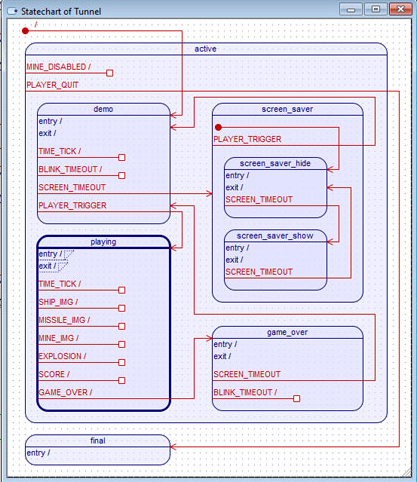 Statechart of Tunnel
/
active
MINE_DISABLED /
PLAYER_QUIT
demo
entry /
exit /
TIME_TICK /
BLINK_TIMEOUT /
SCREEN_TIMEOUT
PLAYER_TRIGGER
screen_saver
PLAYER_TRIGGER
screen_saver_hide
entry /
exit /
SCREEN_TIMEOUT
screen_saver_show
entry /
exit /
SCREEN_TIMEOUT
playing
entry /
exit /
TIME_TICK /
SHIP_IMG /
MISSILE_IMG /
MINE_IMG /
EXPLOSION /
SCORE /
GAME_OVER /
game_over
entry /
exit /
SCREEN_TIMEOUT
BLINK_TIMEOUT /
final
entry /